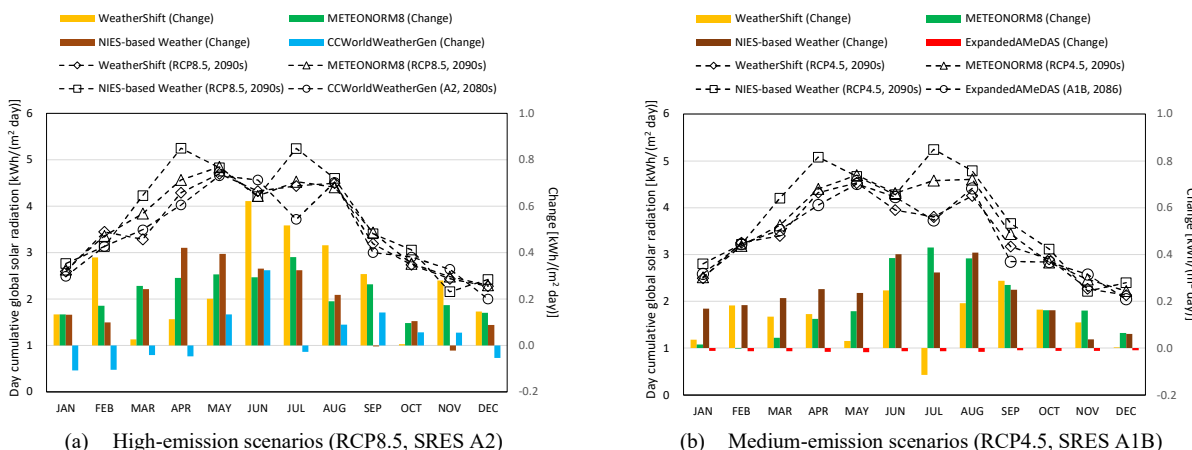 WeatherShift (Change)
METEONORM8 (Change)
NIES-based Weather (Change)
CCWorldWeatherGen (Change)
WeatherShift (RCP8.5, 2090s)
METEONORM8 (RCP8.5, 2090s)
NIES-based Weather (RCP8.5, 2090s)
CCWorldWeatherGen (A2, 2080s)
Day cumulative global solar radiation [kWh/(m² day)]
6
5
4
3
2
1
0
1.0
0.8
0.6
0.4
0.2
0.0
-0.2
Change [kWh/(m² day)]
JAN FEB MAR APR MAY JUN JUL AUG SEP OCT NOV DEC
(a) High-emission scenarios (RCP8.5, SRES A2)
WeatherShift (Change)
METEONORM8 (Change)
NIES-based Weather (Change)
ExpandedAMeDAS (Change)
WeatherShift (RCP4.5, 2090s)
METEONORM8 (RCP4.5, 2090s)
NIES-based Weather (RCP4.5, 2090s)
ExpandedAMeDAS (A1B, 2086)
Day cumulative global solar radiation [kWh/(m² day)]
6
5
4
3
2
1
0
1.0
0.8
0.6
0.4
0.2
0.0
-0.2
Change [kWh/(m² day)]
JAN FEB MAR APR MAY JUN JUL AUG SEP OCT NOV DEC
(b) Medium-emission scenarios (RCP4.5, SRES A1B)